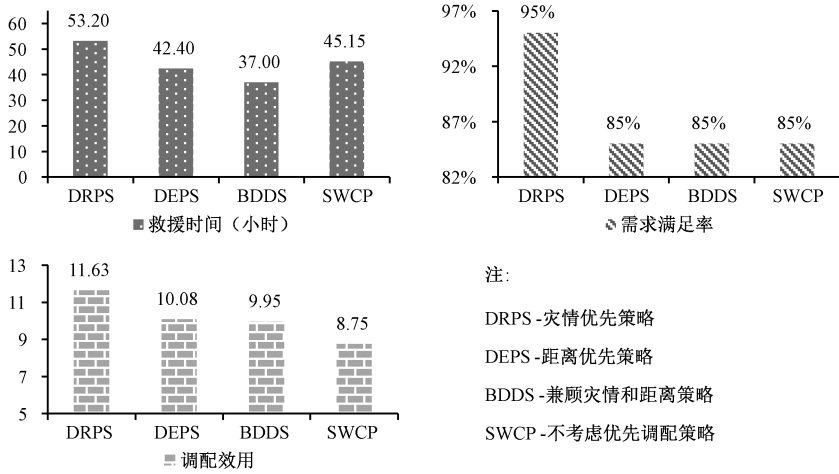 60
50
40
30
20
10
0
53.20
42.40
37.00
45.15
DRPS DEPS BDDS SWCP
救援时间（小时）
97%
92%
87%
82%
95%
85%
85%
85%
DRPS DEPS BDDS SWCP
需求满足率
13
11
9
7
5
11.63
10.08
9.95
8.75
DRPS DEPS BDDS SWCP
调配效用
注:
DRPS -灾情优先策略
DEPS -距离优先策略
BDDS -兼顾灾情和距离策略
SWCP -不考虑优先调配策略